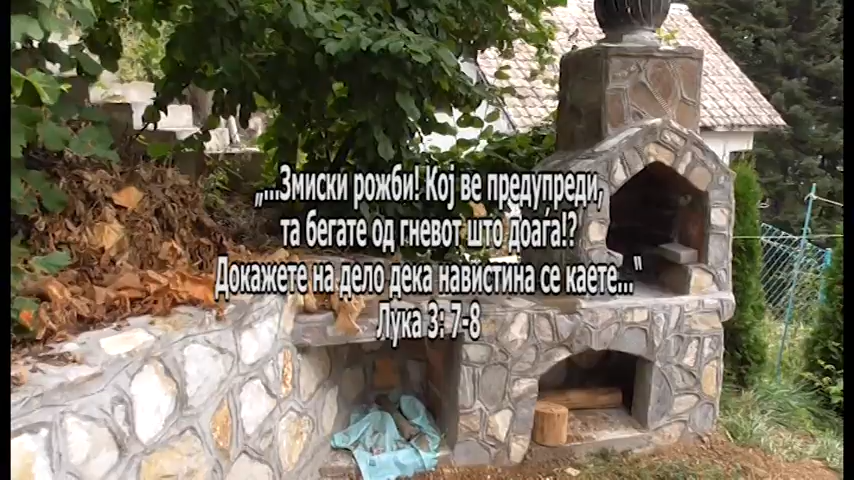 „...Змиски рожби! Кој ве предупреди,
та бегате од гневот што доаѓа!?
Докажете на дело дека навистина се каете..."
Лука 3: 7-8